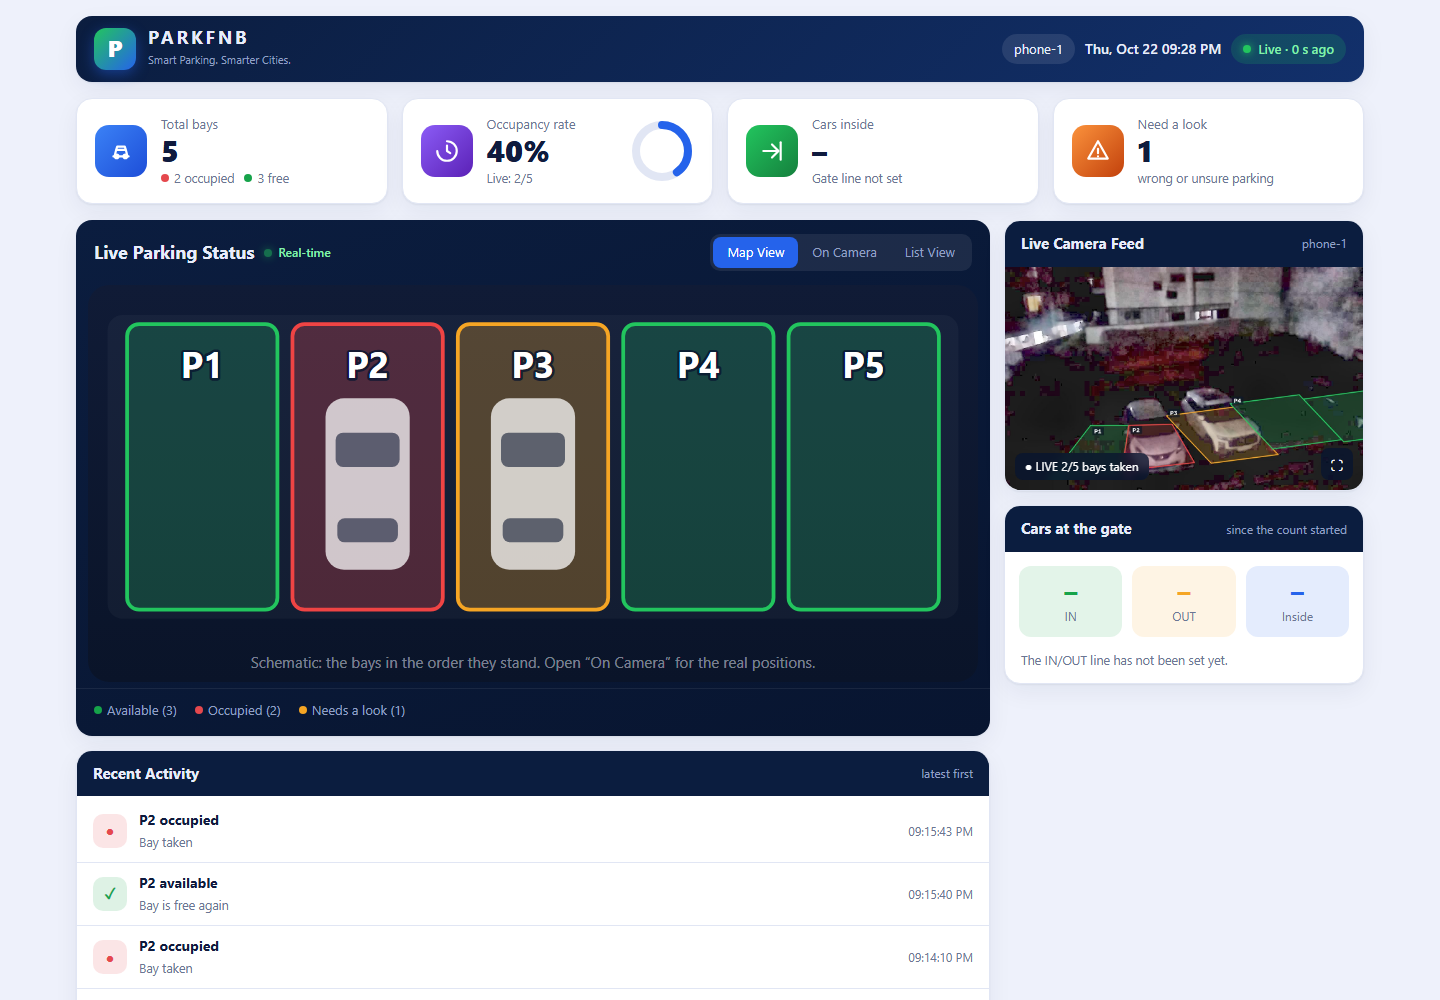 P
PARKFNB
Smart Parking. Smarter Cities.
phone-1
Thu, Oct 22 09:28 PM
Live · 0 s ago
Total bays
5
2 occupied
3 free
Occupancy rate
40%
Live: 2/5
Cars inside
–
Gate line not set
Need a look
1
wrong or unsure parking
Live Parking Status
Real-time
Map View
On Camera
List View
P1
P2
P3
P4
P5
Schematic: the bays in the order they stand. Open “On Camera” for the real positions.
Available (3)
Occupied (2)
Needs a look (1)
Live Camera Feed
phone-1
P1
P2
P3
P4
● LIVE 2/5 bays taken
Cars at the gate
since the count started
–
IN
–
OUT
–
Inside
The IN/OUT line has not been set yet.
Recent Activity
latest first
P2 occupied
Bay taken
09:15:43 PM
P2 available
Bay is free again
09:15:40 PM
P2 occupied
Bay taken
09:14:10 PM